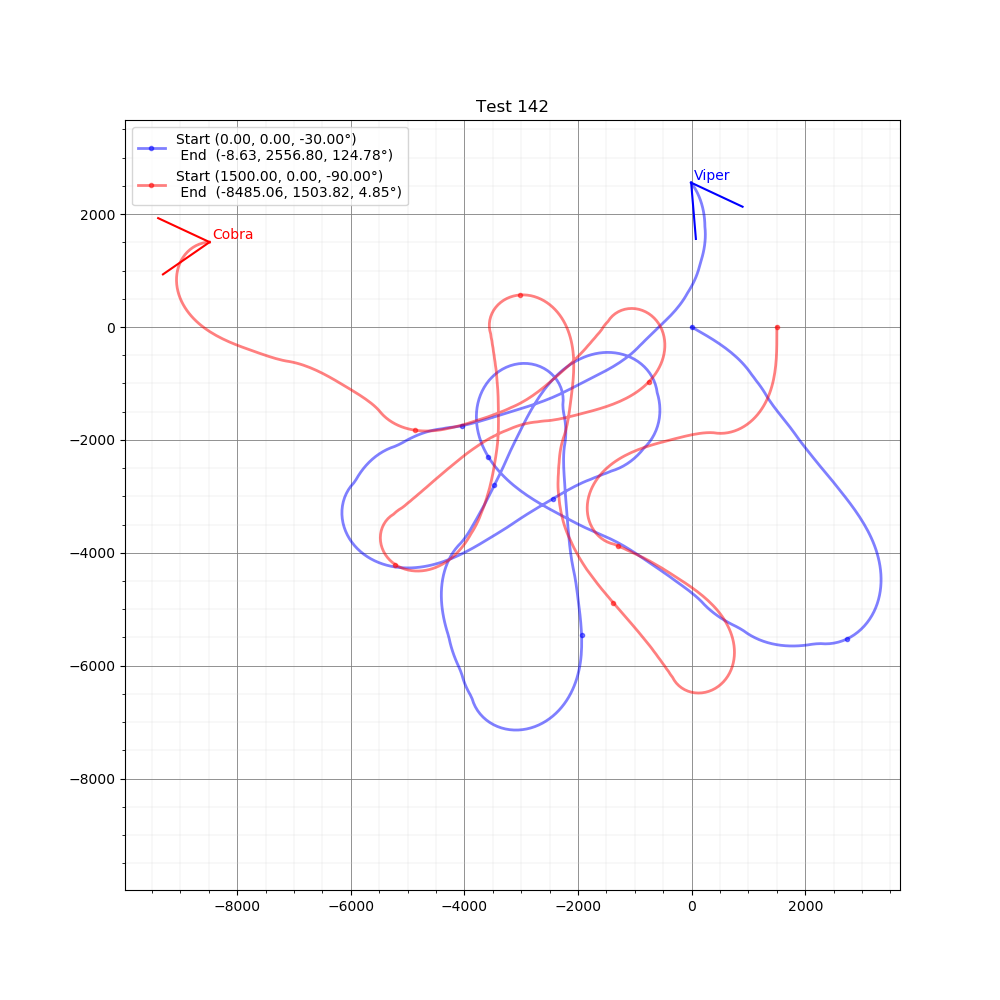 Test 142
Start (0.00, 0.00, -30.00°)
End (-8.63, 2556.80, 124.78°)
Start (1500.00, 0.00, -90.00°)
End (-8485.06, 1503.82, 4.85°)
Viper
Cobra
2000
0
−2000
−4000
−6000
−8000
−8000 −6000 −4000 −2000 0 2000